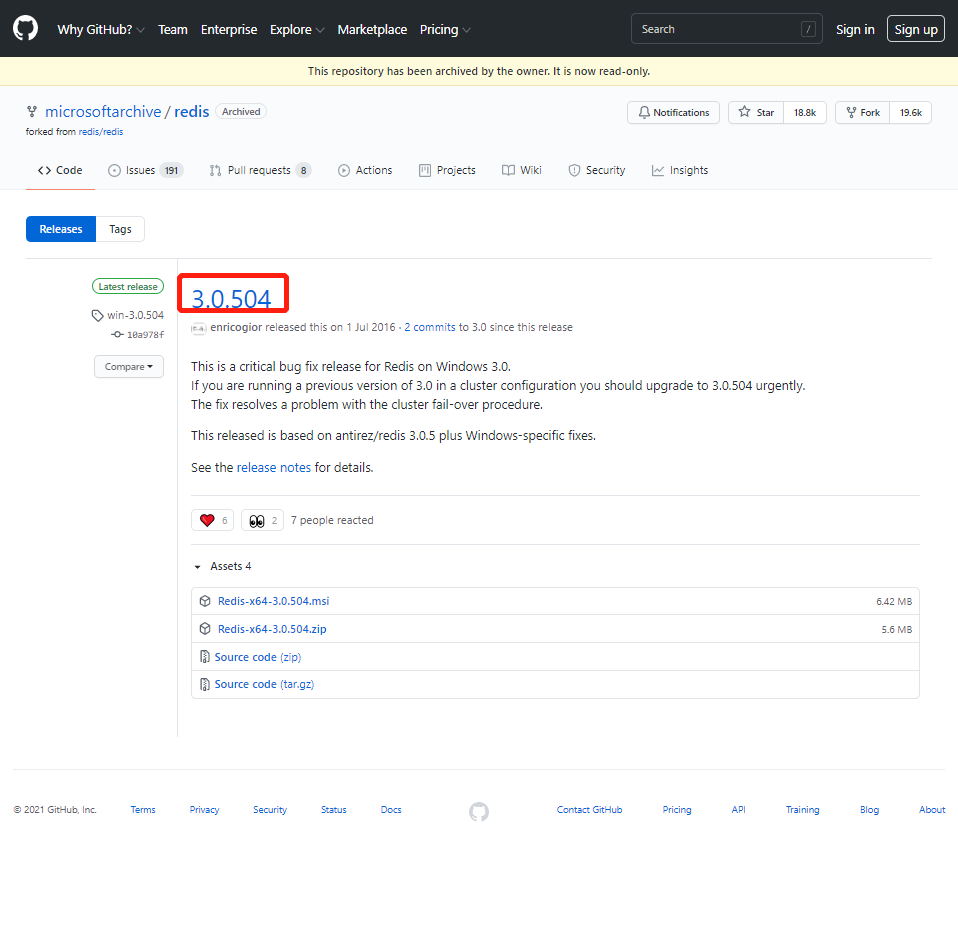 Why GitHub? Team Enterprise Explore Marketplace Pricing Search / Sign in Sign up
This repository has been archived by the owner. It is now read-only.
microsoftarchive / redis Archived Notifications Star 18.8k Fork 19.6k
forked from redis/redis
Code Issues 191 Pull requests 8 Actions Projects Wiki Security Insights
Releases Tags
Latest release
3.0.504
win-3.0.504
10a978f
Compare
enricogior released this on 1 Jul 2016 · 2 commits to 3.0 since this release
This is a critical bug fix release for Redis on Windows 3.0.
If you are running a previous version of 3.0 in a cluster configuration you should upgrade to 3.0.504 urgently.
The fix resolves a problem with the cluster fail-over procedure.
This released is based on antirez/redis 3.0.5 plus Windows-specific fixes.
See the release notes for details.
6 2 7 people reacted
Assets 4
Redis-x64-3.0.504.msi 6.42 MB
Redis-x64-3.0.504.zip 5.6 MB
Source code (zip)
Source code (tar.gz)
© 2021 GitHub, Inc. Terms Privacy Security Status Docs Contact GitHub Pricing API Training Blog About